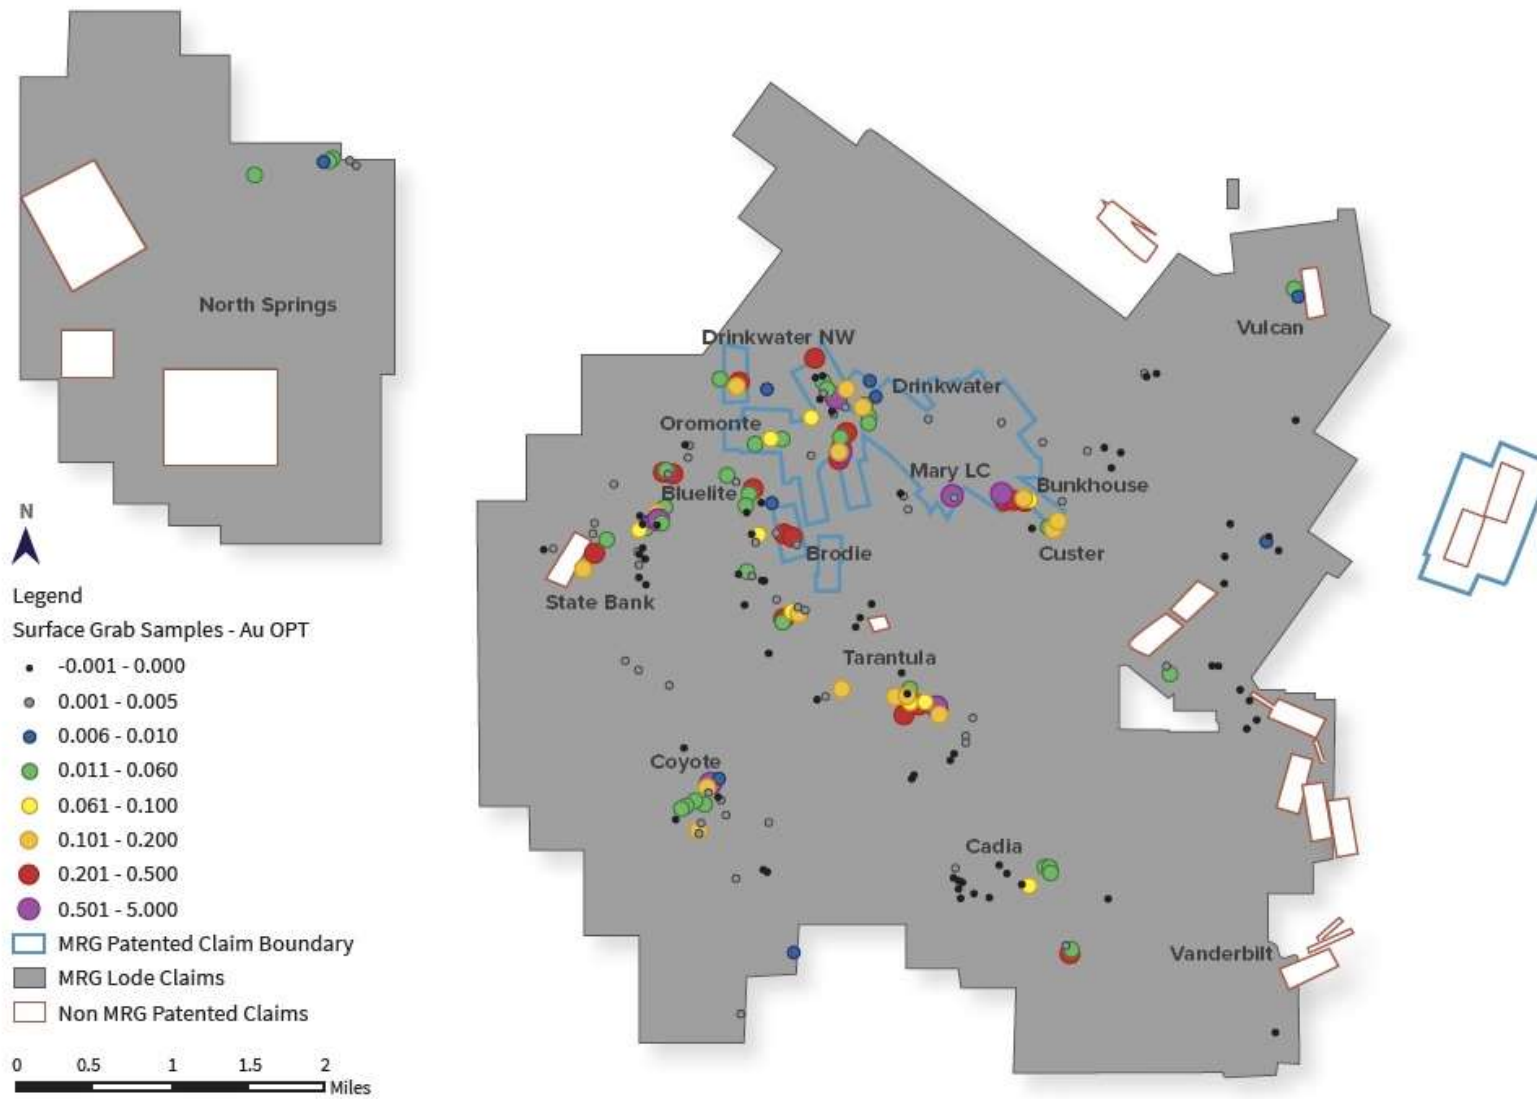 North Springs
Vulcan
Drinkwater NW
Drinkwater
Oromonte
Mary LC
Bunkhouse
Bluelite
Brodie
Custer
State Bank
Tarantula
Coyote
Cadia
Vanderbilt
N
Legend
Surface Grab Samples - Au OPT
-0.001 - 0.000
0.001 - 0.005
0.006 - 0.010
0.011 - 0.060
0.061 - 0.100
0.101 - 0.200
0.201 - 0.500
0.501 - 5.000
MRG Patented Claim Boundary
MRG Lode Claims
Non MRG Patented Claims
0 0.5 1 1.5 2
Miles